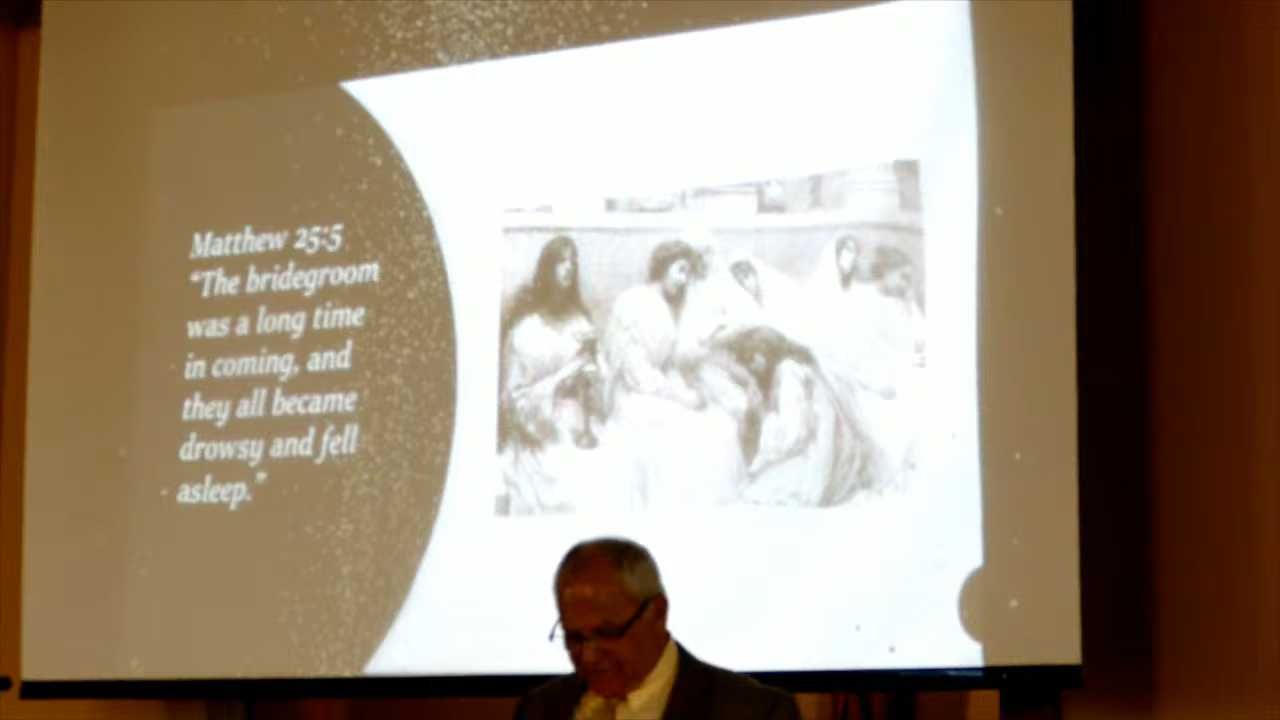 Matthew 25:5
“The bridegroom
was a long time
in coming, and
they all became
drowsy and fell
asleep.”